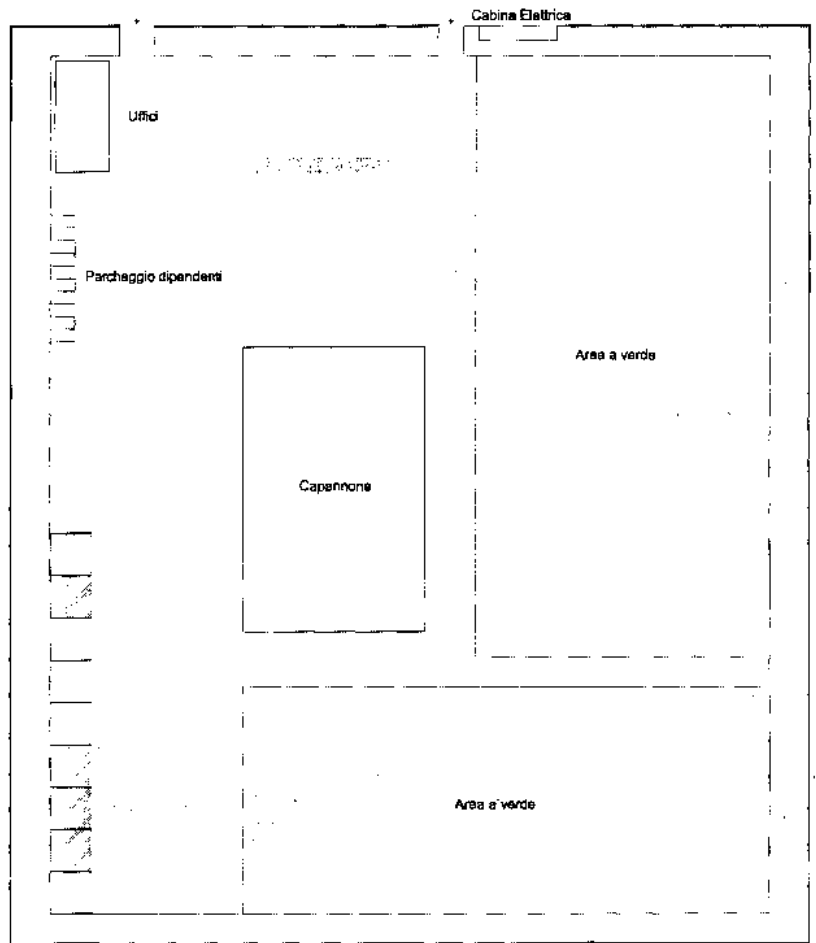 Cabina Elettrica
Uffici
Parcheggio dipendenti
Area a verde
Capannone
Area a verde